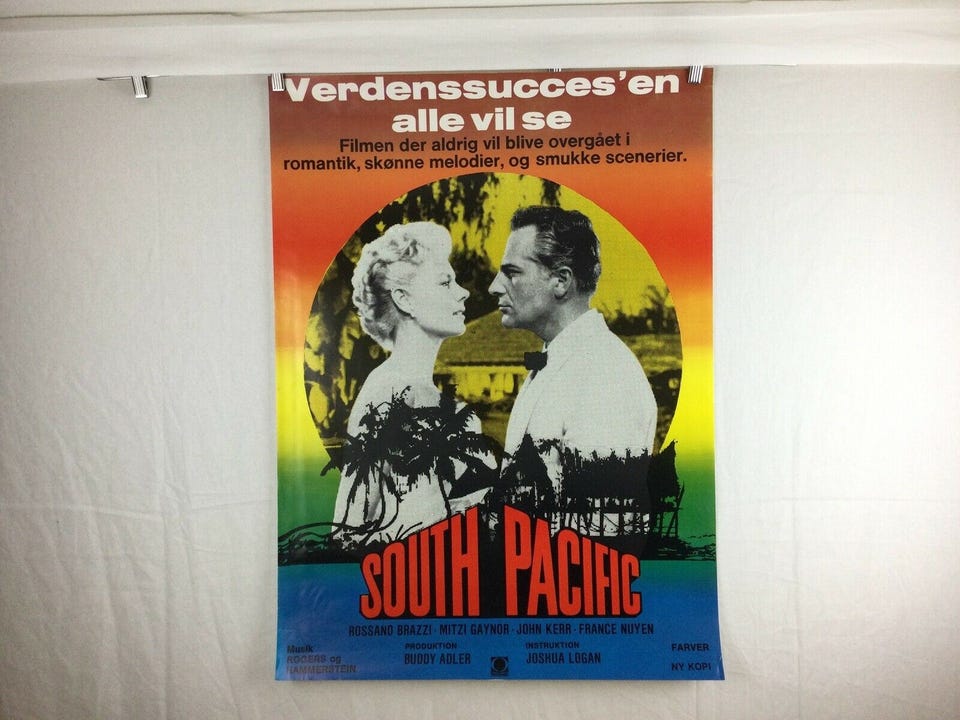 Verdenssucces'en
alle vil se
Filmen der aldrig vil blive overgået i
romantik, skønne melodier, og smukke scenerier.
SOUTH PACIFIC
ROSSANO BRAZZI · MITZI GAYNOR · JOHN KERR · FRANCE NUYEN
Musik
ROGERS og
HAMMERSTEIN
PRODUKTION
BUDDY ADLER
INSTRUKTION
JOSHUA LOGAN
FARVER
NY KOPI